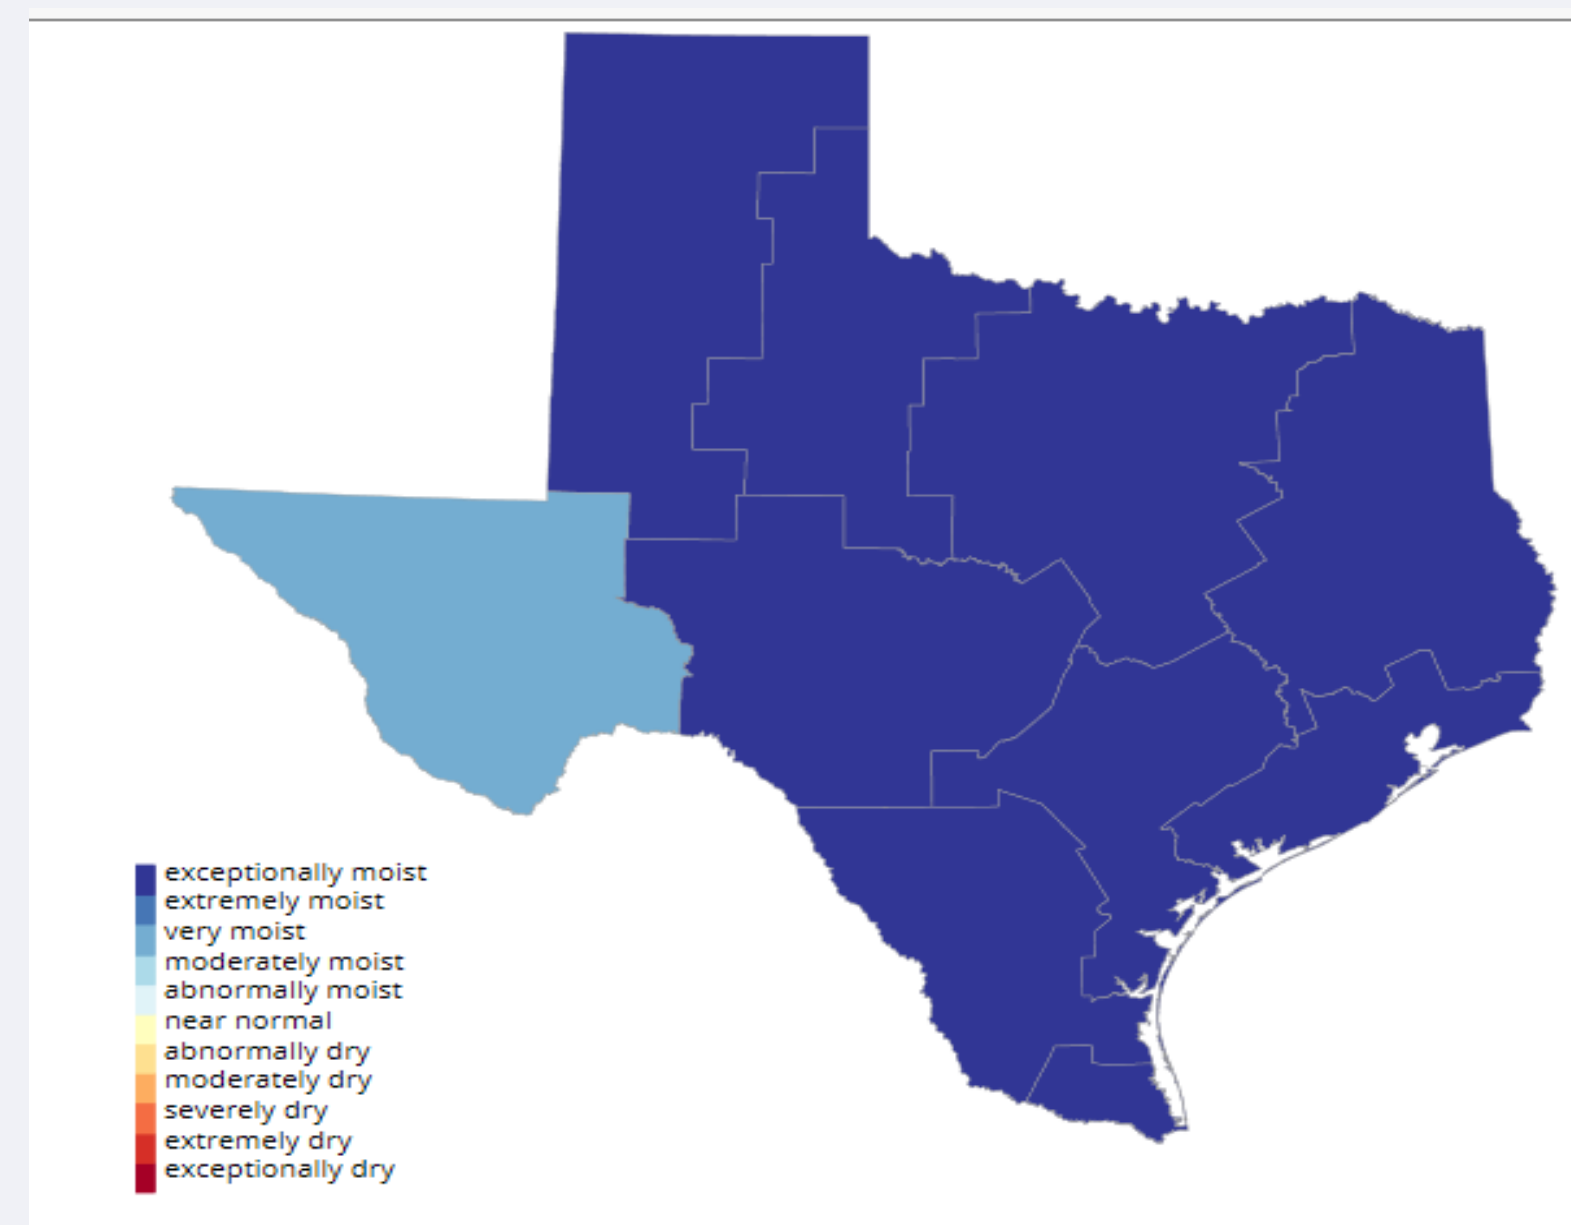 exceptionally moist
extremely moist
very moist
moderately moist
abnormally moist
near normal
abnormally dry
moderately dry
severely dry
extremely dry
exceptionally dry